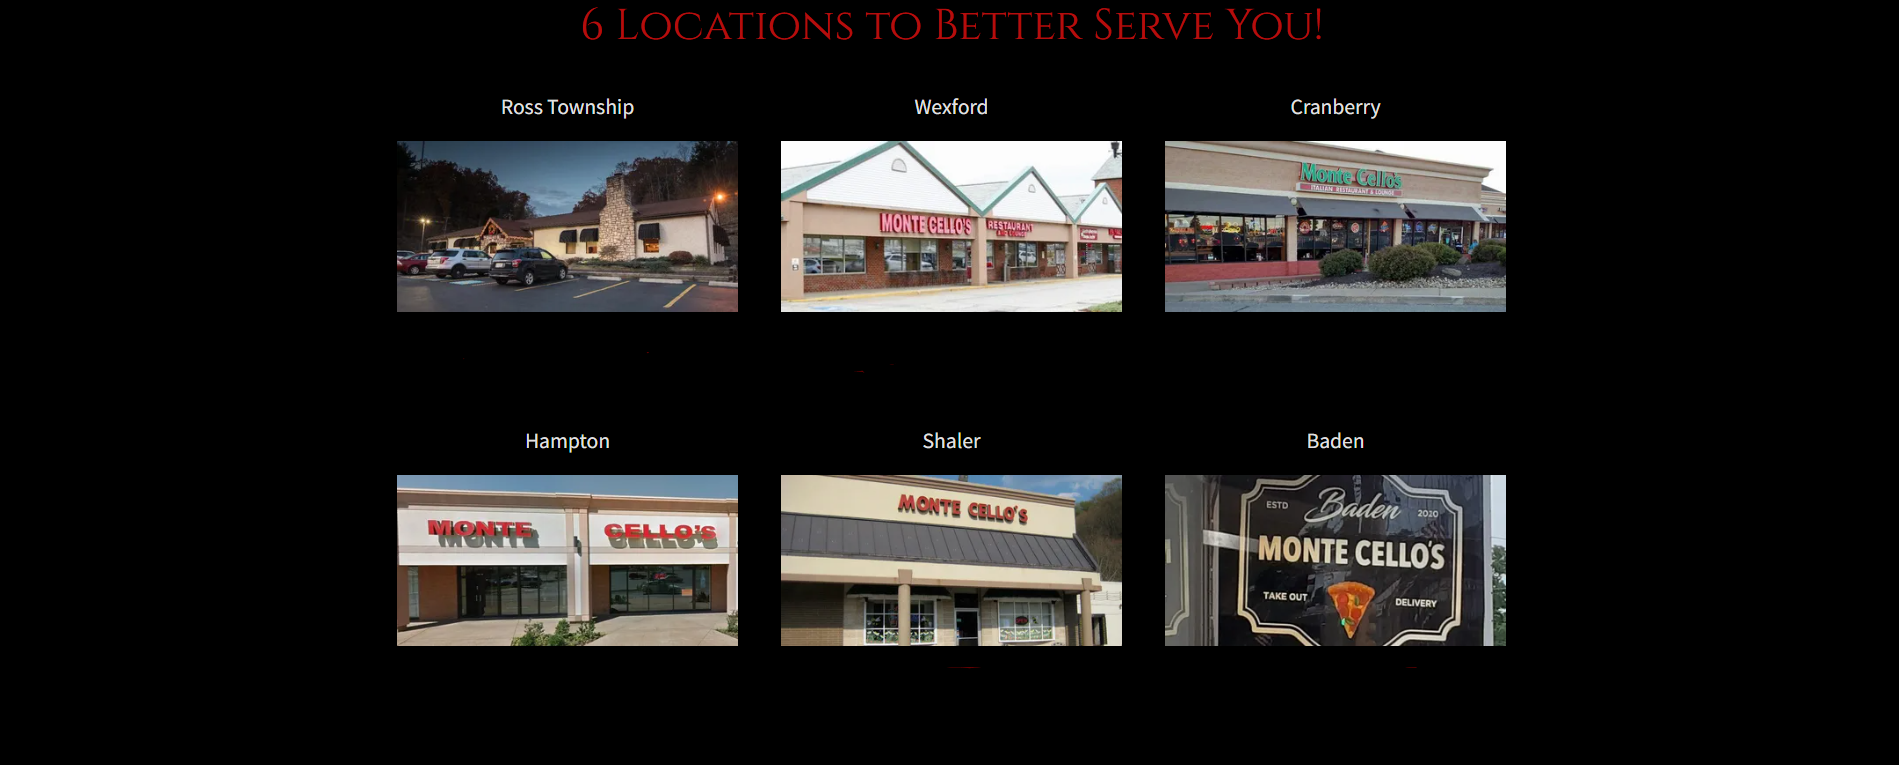 6 Locations to Better Serve You!
Ross Township
Wexford
Cranberry
MONTE CELLO'S
RESTAURANT
Monte Cello's
ITALIAN RESTAURANT & LOUNGE
Hampton
Shaler
Baden
MONTE CELLO'S
MONTE CELLO'S
ESTD Baden 2020
MONTE CELLO'S
TAKE OUT DELIVERY